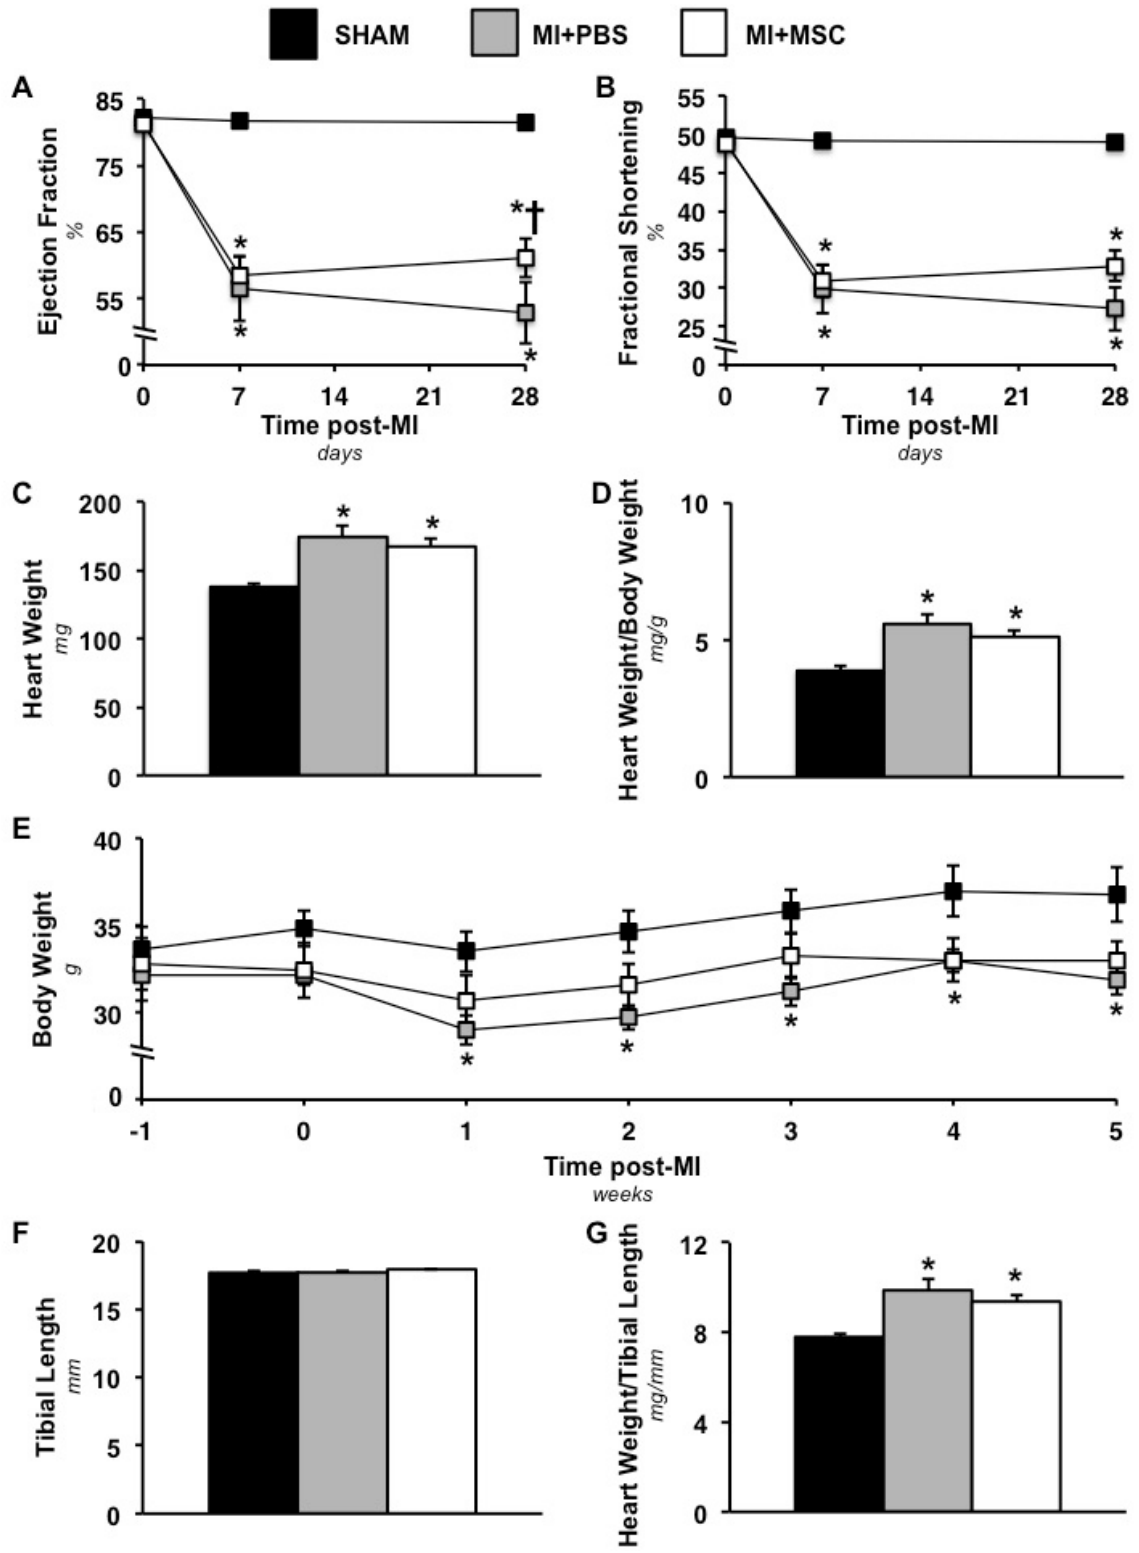 SHAM MI+PBS MI+MSC
A
85
75
65
55
0
Ejection Fraction
%
*
*
*†
*
0 7 14 21 28
Time post-MI
days
B
55
50
45
40
35
30
25
0
Fractional Shortening
%
*
*
*
*
0 7 14 21 28
Time post-MI
days
C
200
150
100
50
0
Heart Weight
mg
* *
D
10
5
0
Heart Weight/Body Weight
mg/g
* *
E
40
35
30
0
Body Weight
g
* * * * *
-1 0 1 2 3 4 5
Time post-MI
weeks
F
20
15
10
5
0
Tibial Length
mm
G
12
8
4
0
Heart Weight/Tibial Length
mg/mm
* *